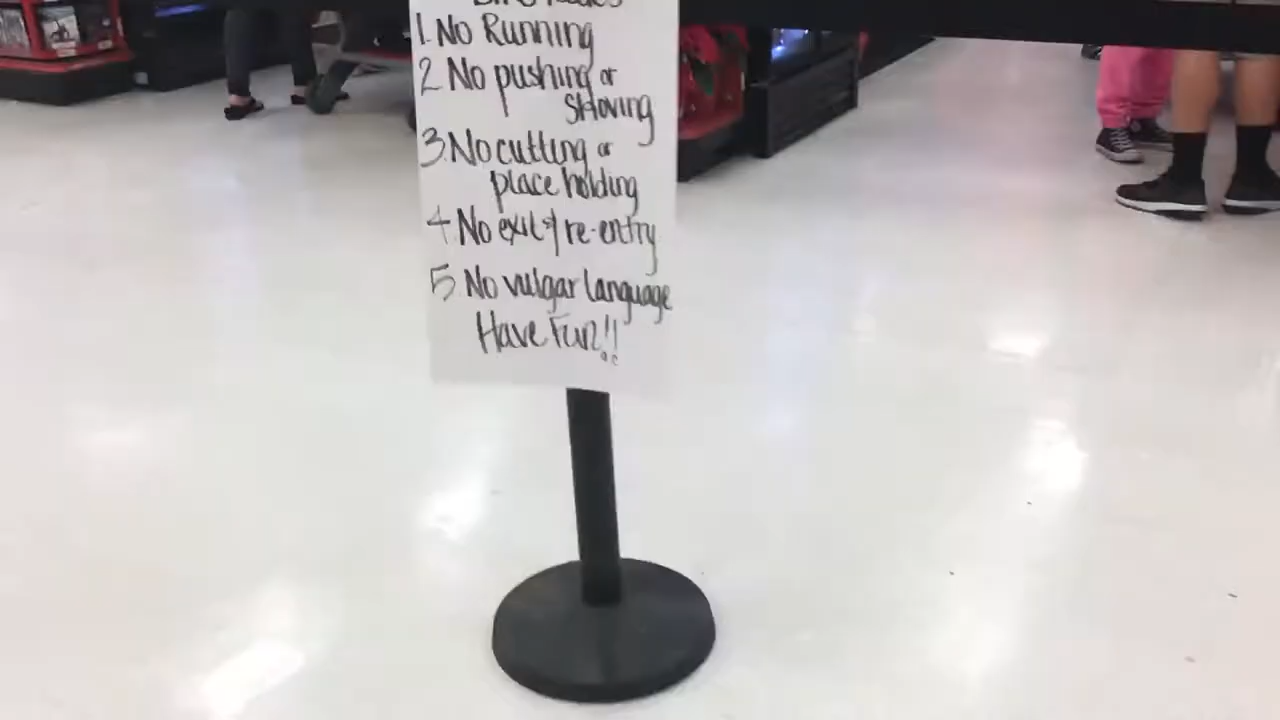 1. No Running
2 No pushing or
shoving
3. No cutting or
place holding
4 No exit & re-entry
5 No vulgar language
Have Fun!!